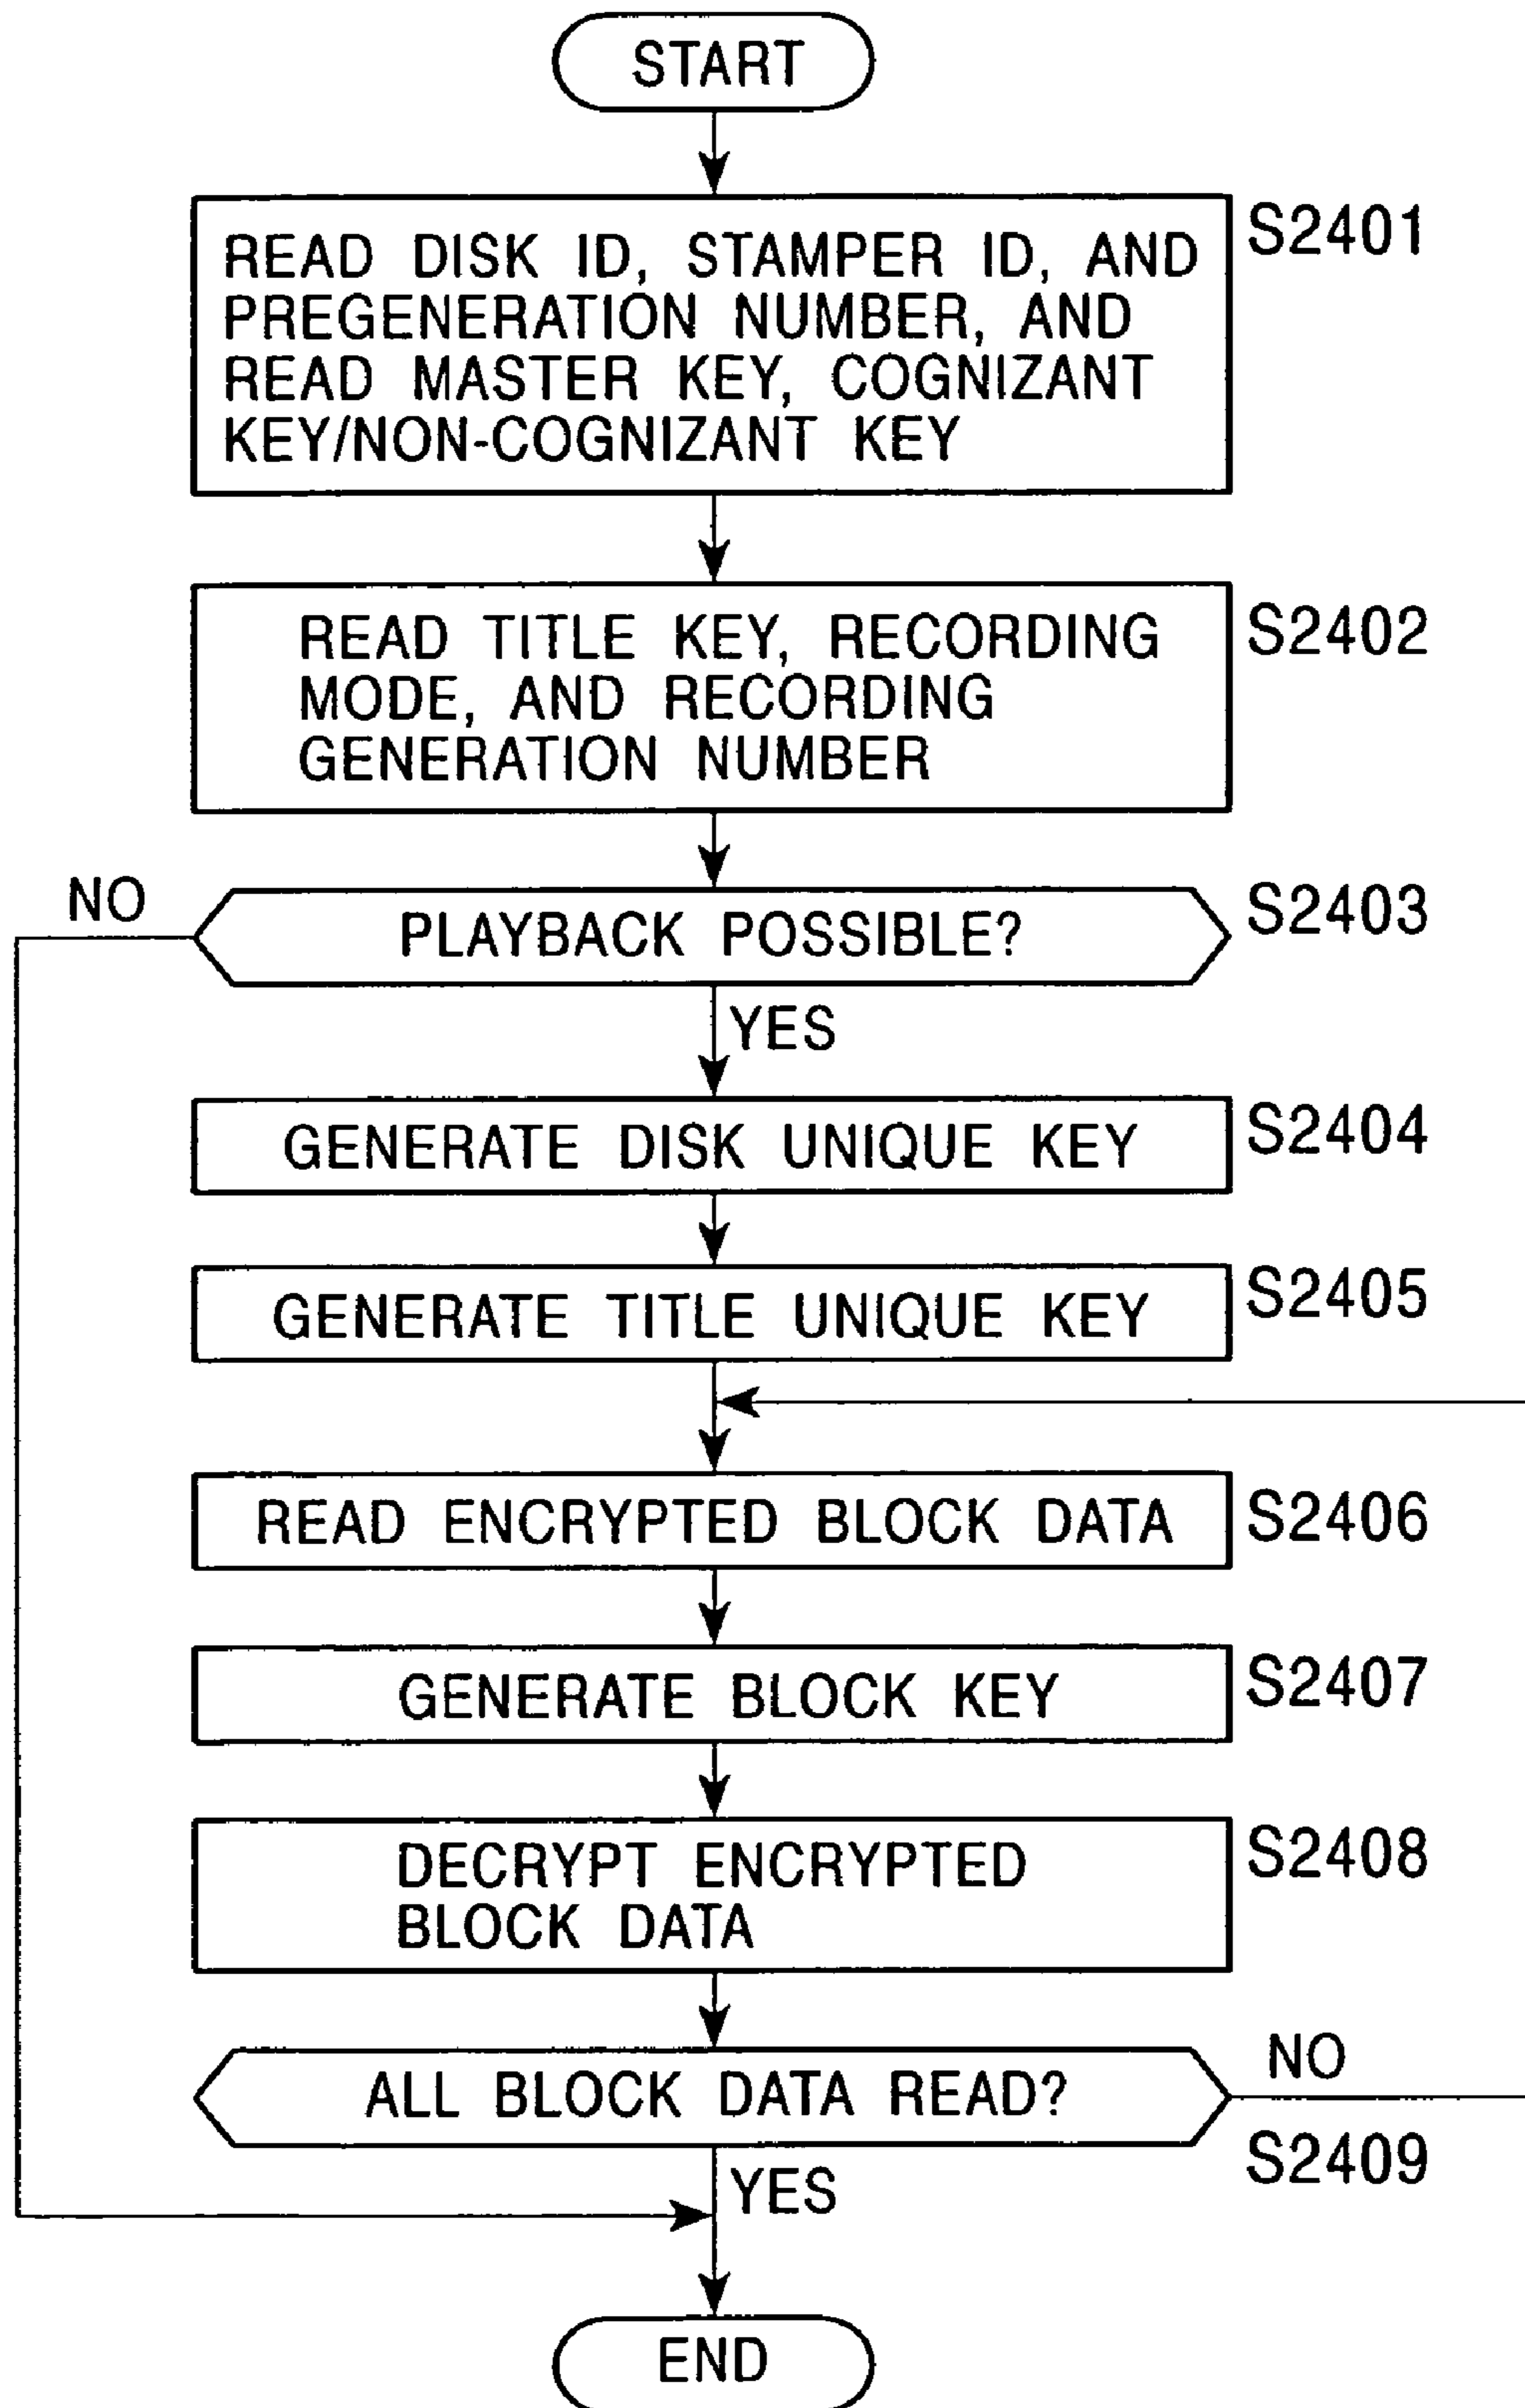 START
READ DISK ID, STAMPER ID, AND
PREGENERATION NUMBER, AND
READ MASTER KEY, COGNIZANT
KEY/NON-COGNIZANT KEY
S2401
READ TITLE KEY, RECORDING
MODE, AND RECORDING
GENERATION NUMBER
S2402
NO
PLAYBACK POSSIBLE?
S2403
YES
GENERATE DISK UNIQUE KEY
S2404
GENERATE TITLE UNIQUE KEY
S2405
READ ENCRYPTED BLOCK DATA
S2406
GENERATE BLOCK KEY
S2407
DECRYPT ENCRYPTED
BLOCK DATA
S2408
ALL BLOCK DATA READ?
NO
S2409
YES
END